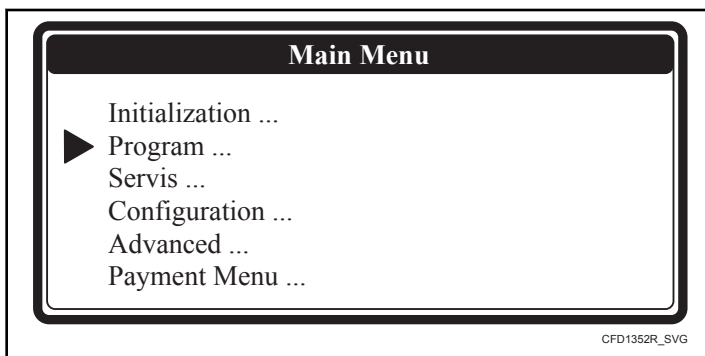 Main Menu
Initialization ...
Program ...
Servis ...
Configuration ...
Advanced ...
Payment Menu ...
CFD1352R_SVG